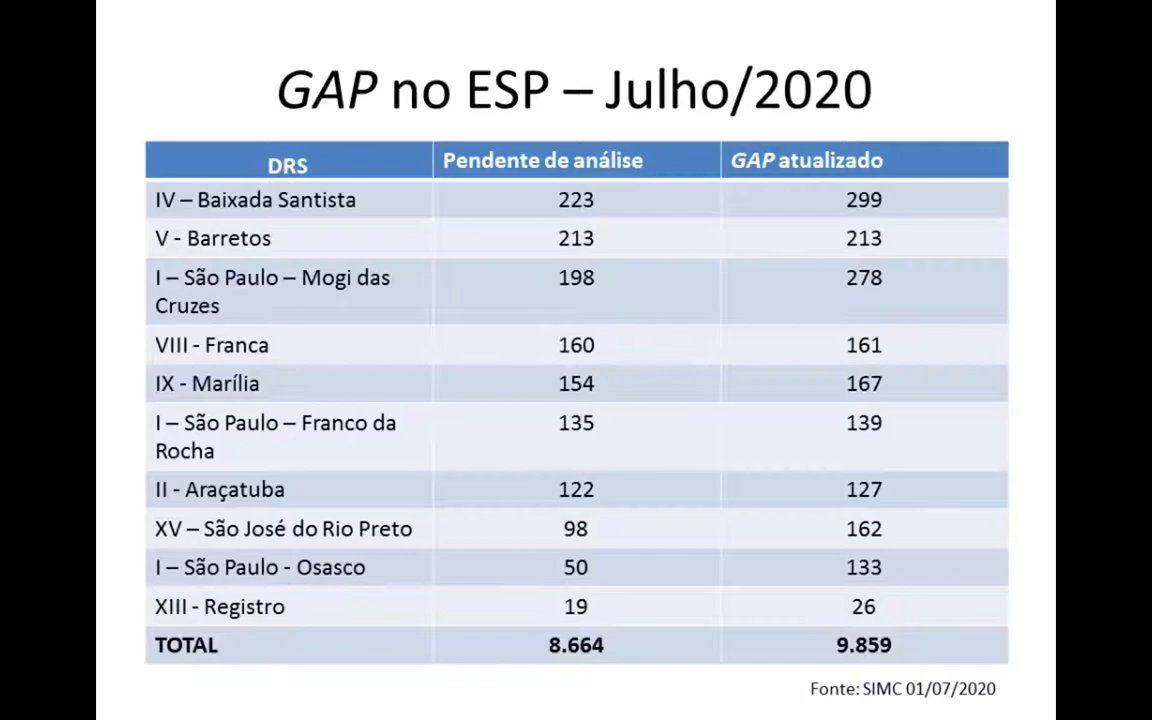 GAP no ESP – Julho/2020
DRS Pendente de análise GAP atualizado
IV – Baixada Santista 223 299
V - Barretos 213 213
I – São Paulo – Mogi das 198 278
Cruzes
VIII - Franca 160 161
IX - Marília 154 167
I – São Paulo – Franco da 135 139
Rocha
II - Araçatuba 122 127
XV – São José do Rio Preto 98 162
I – São Paulo - Osasco 50 133
XIII - Registro 19 26
TOTAL 8.664 9.859
Fonte: SIMC 01/07/2020